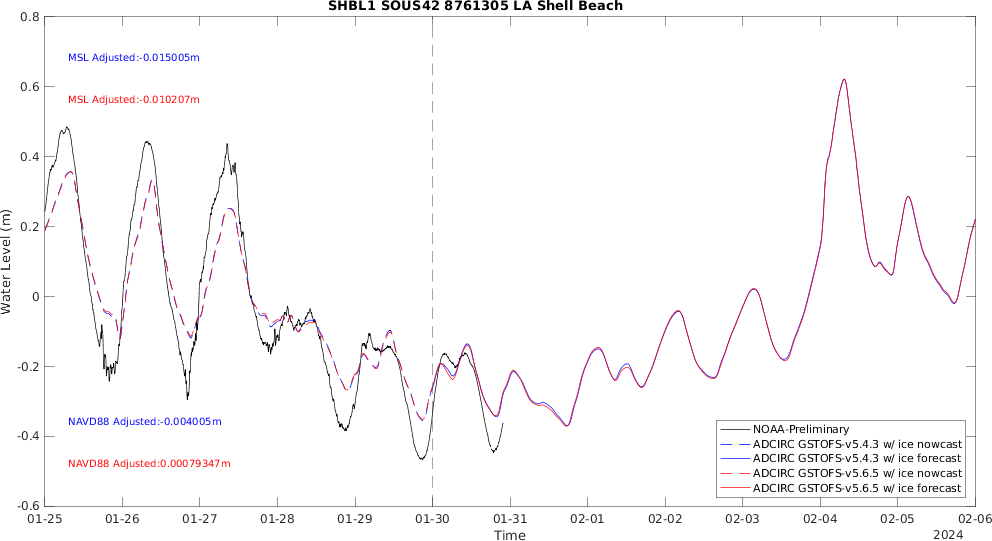 SHBL1 SOUS42 8761305 LA Shell Beach
0.8
MSL Adjusted:-0.015005m
0.6
MSL Adjusted:-0.010207m
0.4
0.2
Water Level (m)
0
-0.2
NAVD88 Adjusted:-0.004005m
-0.4
NAVD88 Adjusted:0.00079347m
NOAA-Preliminary
ADCIRC GSTOFS-v5.4.3 w/ ice nowcast
ADCIRC GSTOFS-v5.4.3 w/ ice forecast
ADCIRC GSTOFS-v5.6.5 w/ ice nowcast
ADCIRC GSTOFS-v5.6.5 w/ ice forecast
-0.6
01-25 01-26 01-27 01-28 01-29 01-30 01-31 02-01 02-02 02-03 02-04 02-05 02-06
Time
2024